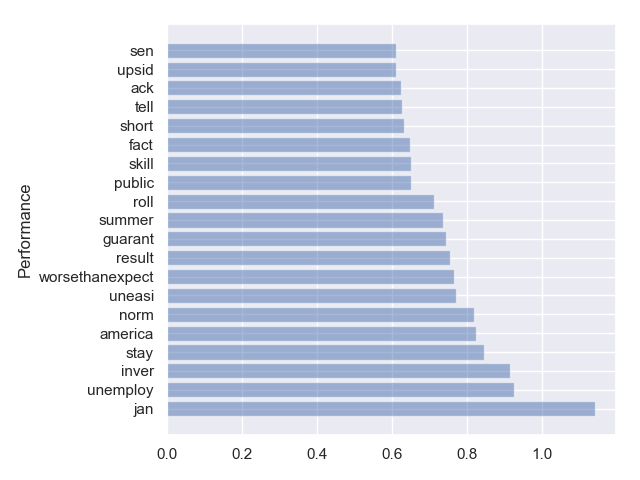 sen
upsid
ack
tell
short
fact
skill
public
roll
summer
guarant
result
worsethanexpect
uneasi
norm
america
stay
inver
unemploy
jan
Performance
0.0 0.2 0.4 0.6 0.8 1.0